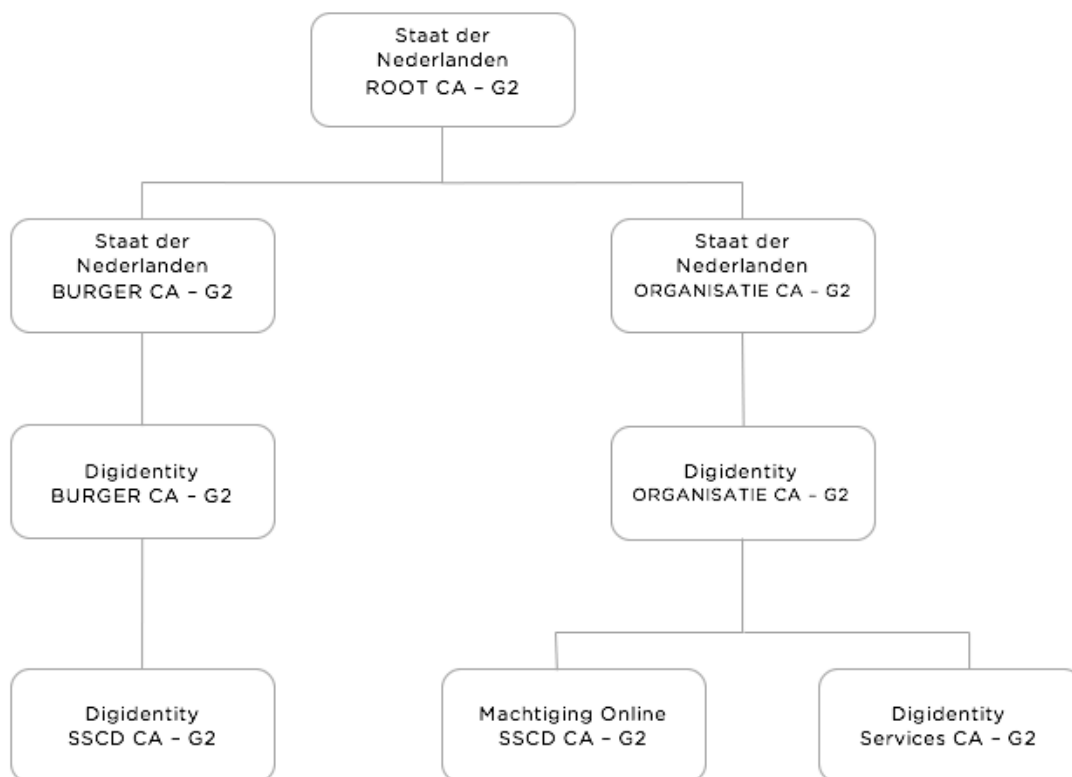 Staat der
Nederlanden
ROOT CA – G2
Staat der
Nederlanden
BURGER CA – G2
Staat der
Nederlanden
ORGANISATIE CA – G2
Digidentity
BURGER CA – G2
Digidentity
ORGANISATIE CA – G2
Digidentity
SSCD CA – G2
Machtiging Online
SSCD CA – G2
Digidentity
Services CA – G2